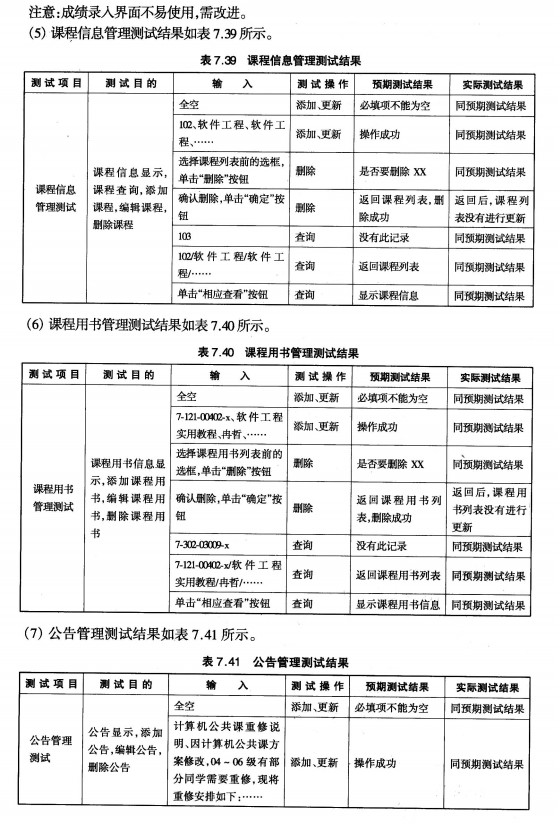 注意:成绩录入界面不易使用,需改进。
(5) 课程信息管理测试结果如表 7.39 所示。
表 7.39 课程信息管理测试结果
测试项目 测试目的 输 入 测试操作 预期测试结果 实际测试结果
全空 添加、更新 必填项不能为空 同预期测试结果
102、软件工程、软件工
程、…… 添加、更新 操作成功 同预期测试结果
选择课程列表前的选框,
单击“删除”按钮 删除 是否要删除 XX 同预期测试结果
课程信息
管理测试
课程信息显示,
课程查询,添加
课程,编辑课程,
删除课程
确认删除,单击“确定”按
钮 删除
返回课程列表,删
除成功
返回后,课程列
表没有进行更新
103 查询 没有此记录 同预期测试结果
102/软件工程/软件工
程/…… 查询 返回课程列表 同预期测试结果
单击“相应查看”按钮 查询 显示课程信息 同预期测试结果
(6) 课程用书管理测试结果如表 7.40 所示。
表 7.40 课程用书管理测试结果
测试项目 测试目的 输 入 测试操作 预期测试结果 实际测试结果
全空 添加、更新 必填项不能为空 同预期测试结果
7-121-00402-x、软件工程
实用教程、冉哲、…… 添加、更新 操作成功 同预期测试结果
选择课程用书列表前的
选框,单击“删除”按钮 删除 是否要删除 XX 同预期测试结果
课程用书
管理测试
课程用书信息显
示,添加课程用
书,编辑课程用
书,删除课程用
书
确认删除,单击“确定”按
钮 删除
返回课程用书列
表,删除成功
返回后,课程用
书列表没有进行
更新
7-302-03009-x 查询 没有此记录 同预期测试结果
7-121-00402-x/软件工程
实用教程/冉哲/…… 查询 返回课程用书列表 同预期测试结果
单击“相应查看”按钮 查询 显示课程用书信息 同预期测试结果
(7) 公告管理测试结果如表 7.41 所示。
表 7.41 公告管理测试结果
测试项目 测试目的 输 入 测试操作 预期测试结果 实际测试结果
全空 添加、更新 必填项不能为空 同预期测试结果
公告管理
测试
公告显示,添加
公告,编辑公告,
删除公告
计算机公共课重修说
明、因计算机公共课方
案修改,04～06 级有部
分同学需要重修,现将
重修安排如下:……
添加、更新 操作成功 同预期测试结果